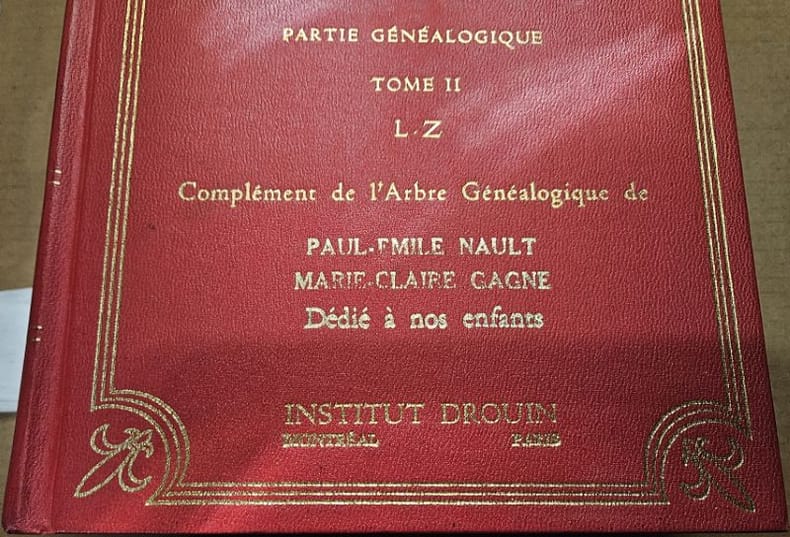 PARTIE GÉNÉALOGIQUE
TOME II
L-Z
Complément de l'Arbre Généalogique de
PAUL-EMILE NAULT
MARIE-CLAIRE GAGNE
Dédié à nos enfants
INSTITUT DROUIN
MONTRÉAL PARIS